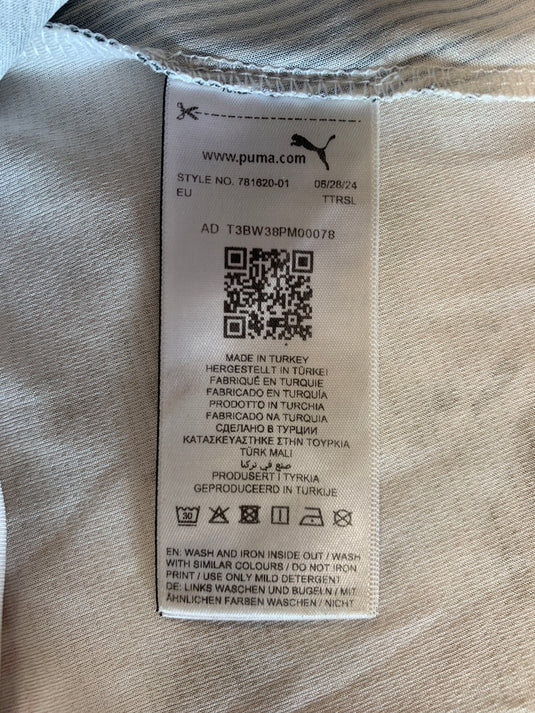 www.puma.com
STYLE NO. 781620-01 06/28/24
EU TTRSL
AD T3BW38PM00078
MADE IN TURKEY
HERGESTELLT IN TÜRKEI
FABRIQUÉ EN TURQUIE
FABRICADO EN TURQUÍA
PRODOTTO IN TURCHIA
FABRICADO NA TURQUIA
СДЕЛАНО В ТУРЦИИ
ΚΑΤΑΣΚΕΥΑΣΤΗΚΕ ΣΤΗΝ ΤΟΥΡΚΙΑ
TÜRK MALI
صنع في تركيا
PRODUSERT I TYRKIA
GEPRODUCEERD IN TURKIJE
30
EN: WASH AND IRON INSIDE OUT / WASH
WITH SIMILAR COLOURS / DO NOT IRON
PRINT / USE ONLY MILD DETERGENT
DE: LINKS WASCHEN UND BUGELN / MIT
ÄHNLICHEN FARBEN WASCHEN / NICHT